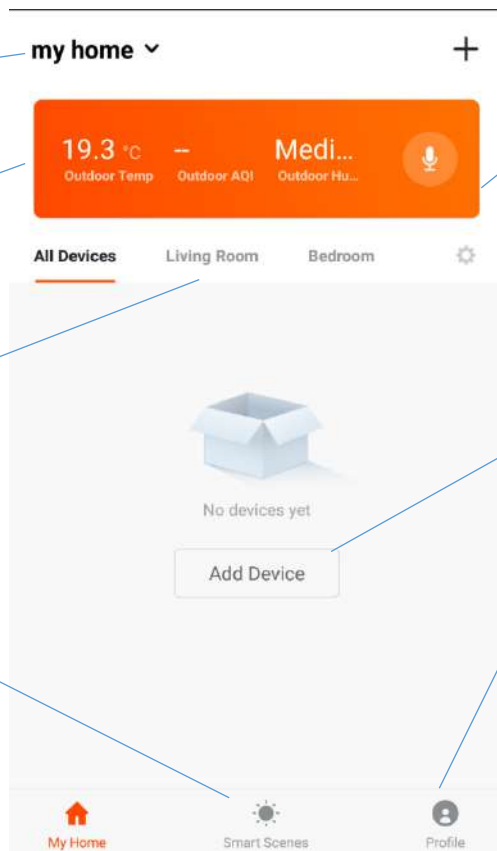 my home
19.3 °C -- Medi...
Outdoor Temp Outdoor AQI Outdoor Hu...
All Devices Living Room Bedroom
No devices yet
Add Device
My Home Smart Scenes Profile